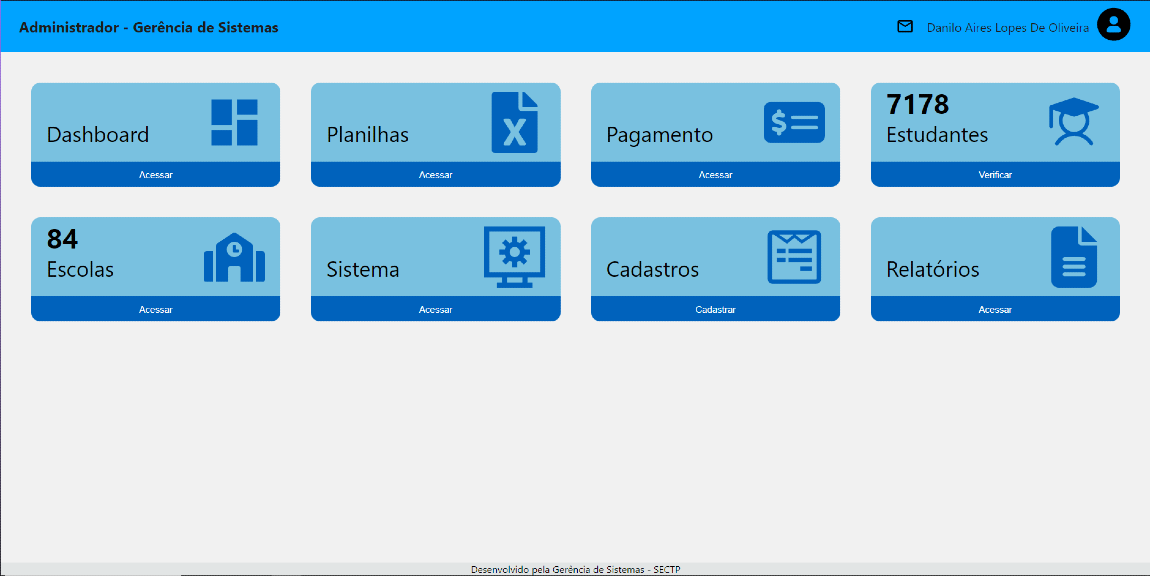 Administrador - Gerência de Sistemas
Danilo Aires Lopes De Oliveira
Dashboard
Acessar
Planilhas
X
Acessar
$
Pagamento
Acessar
7178
Estudantes
Verificar
84
Escolas
Acessar
Sistema
Acessar
Cadastros
Cadastrar
Relatórios
Acessar
Desenvolvido pela Gerência de Sistemas - SECTP